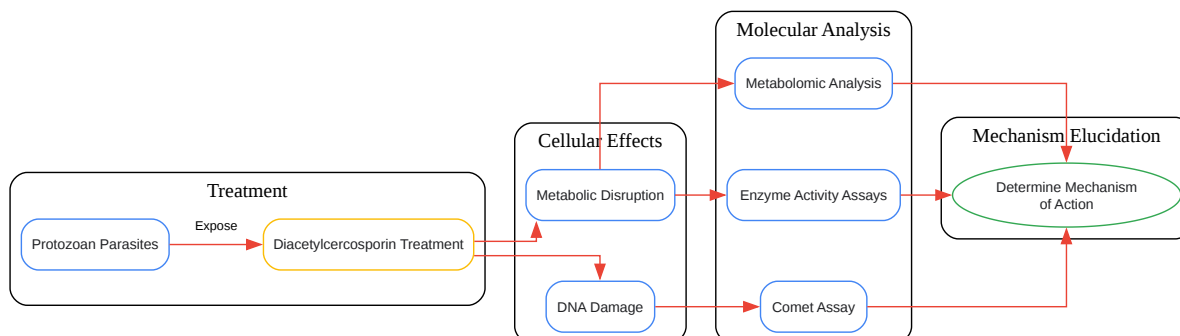 Molecular Analysis
Metabolomic Analysis
Cellular Effects
Mechanism Elucidation
Treatment
Metabolic Disruption
Enzyme Activity Assays
Determine Mechanism
of Action
Expose
Protozoan Parasites
Diacetylcercosporin Treatment
DNA Damage
Comet Assay